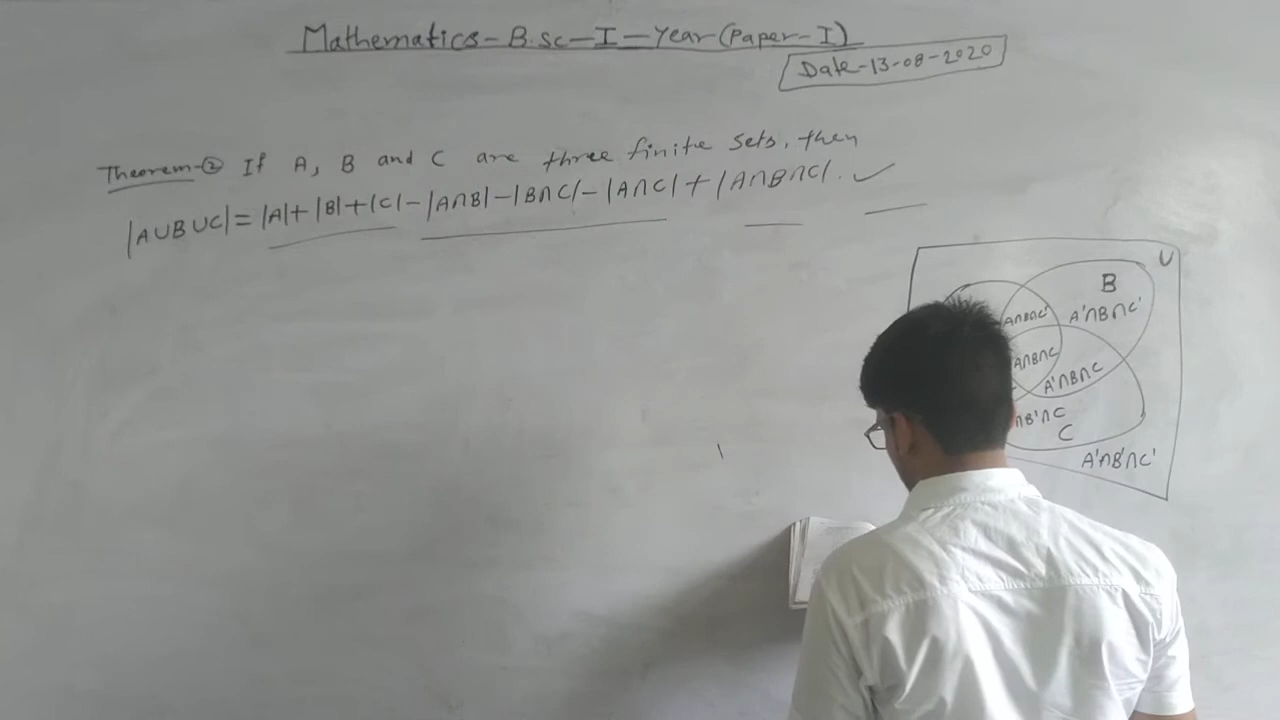 Mathematics-B.Sc-I-Year(Paper-I)
Date-13-08-2020
Theorem-② If A, B and C are three finite sets, then
|A∪B∪C|=|A|+|B|+|C|-|A∩B|-|B∩C|-|A∩C|+|A∩B∩C|. ✓
U
B
A∩B∩C'
A'∩B∩C'
A∩B∩C
A'∩B∩C
∩B'∩C
C
A'∩B'∩C'